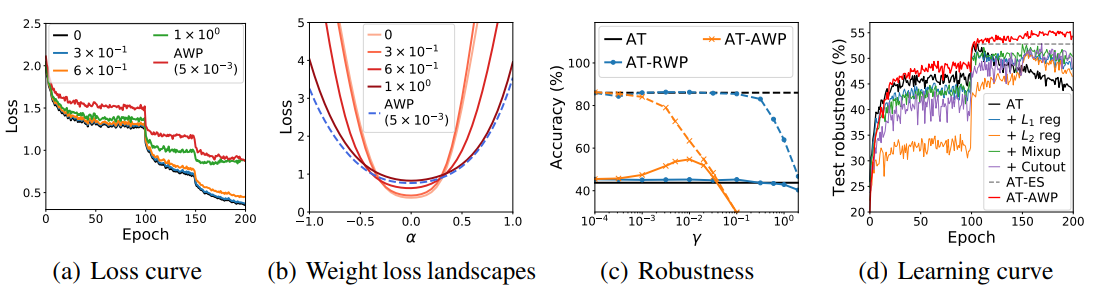 2.5
2.0
1.5
1.0
0.5
0 50 100 150 200
Loss
Epoch
0
3 × 10⁻¹
6 × 10⁻¹
1 × 10⁰
AWP
(5 × 10⁻³)
(a) Loss curve
5
4
3
2
1
0
−1.0 −0.5 0.0 0.5 1.0
Loss
α
0
3 × 10⁻¹
6 × 10⁻¹
1 × 10⁰
AWP
(5 × 10⁻³)
(b) Weight loss landscapes
100
80
60
40
10⁻⁴ 10⁻³ 10⁻² 10⁻¹ 10⁰
Accuracy (%)
γ
AT
AT-RWP
AT-AWP
(c) Robustness
55
50
45
40
35
30
25
20
0 50 100 150 200
Test robustness (%)
Epoch
AT
+ L₁ reg
+ L₂ reg
+ Mixup
+ Cutout
AT-ES
AT-AWP
(d) Learning curve